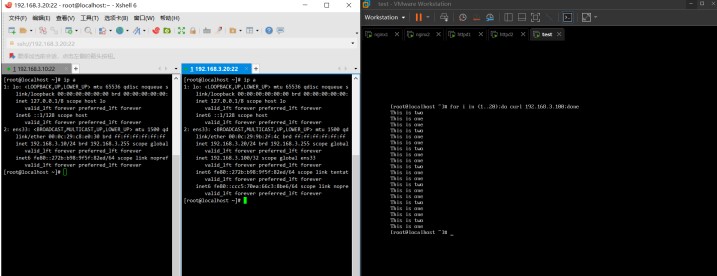 192.168.3.20:22 - root@localhost:~ - Xshell 6
文件(F) 编辑(E) 查看(V) 工具(T) 选项卡(B) 窗口(W) 帮助(H)
ssh://192.168.3.20:22
1 192.168.3.10:22
[root@localhost ~]# ip a
1: lo: <LOOPBACK,UP,LOWER_UP> mtu 65536 qdisc noqueue s
link/loopback 00:00:00:00:00:00 brd 00:00:00:00:00:
inet 127.0.0.1/8 scope host lo
valid_lft forever preferred_lft forever
inet6 ::1/128 scope host
valid_lft forever preferred_lft forever
2: ens33: <BROADCAST,MULTICAST,UP,LOWER_UP> mtu 1500 qd
link/ether 00:0c:29:c8:e0:30 brd ff:ff:ff:ff:ff:ff
inet 192.168.3.10/24 brd 192.168.3.255 scope global
valid_lft forever preferred_lft forever
inet6 fe80::272b:b98:9f5f:82ed/64 scope link nopref
valid_lft forever preferred_lft forever
[root@localhost ~]#
1 192.168.3.20:22
[root@localhost ~]# ip a
1: lo: <LOOPBACK,UP,LOWER_UP> mtu 65536 qdisc noqueue s
link/loopback 00:00:00:00:00:00 brd 00:00:00:00:00:
inet 127.0.0.1/8 scope host lo
valid_lft forever preferred_lft forever
inet6 ::1/128 scope host
valid_lft forever preferred_lft forever
2: ens33: <BROADCAST,MULTICAST,UP,LOWER_UP> mtu 1500 qd
link/ether 00:0c:29:9b:2f:4c brd ff:ff:ff:ff:ff:ff
inet 192.168.3.20/24 brd 192.168.3.255 scope global
valid_lft forever preferred_lft forever
inet 192.168.3.100/32 scope global ens33
valid_lft forever preferred_lft forever
inet6 fe80::272b:b98:9f5f:82ed/64 scope link tentat
valid_lft forever preferred_lft forever
inet6 fe80::ccc5:78ea:66c3:8be6/64 scope link nopre
valid_lft forever preferred_lft forever
[root@localhost ~]#
test - VMware Workstation
Workstation
nginx1 nginx2 httpd1 httpd2 test
[root@localhost ~]# for i in {1..20};do curl 192.168.3.100;done
This is two
This is one
This is two
This is one
This is two
This is one
This is two
This is one
This is two
This is one
This is two
This is one
This is two
This is one
This is two
This is one
This is two
This is one
This is two
This is one
[root@localhost ~]# _